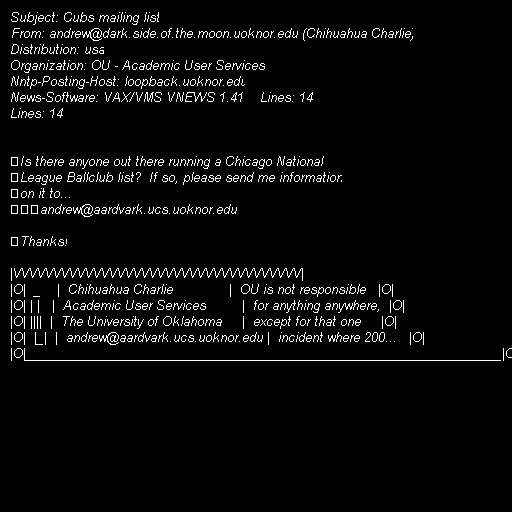 Subject: Cubs mailing list
From: andrew@dark.side.of.the.moon.uoknor.edu (Chihuahua Charlie)
Distribution: usa
Organization: OU - Academic User Services
Nntp-Posting-Host: loopback.uoknor.edu
News-Software: VAX/VMS VNEWS 1.41    Lines: 14
Lines: 14

Is there anyone out there running a Chicago National
League Ballclub list?  If so, please send me information
on it to...
andrew@aardvark.ucs.uoknor.edu

Thanks!

|\/\/\/\/\/\/\/\/\/\/\/\/\/\/\/\/\/\/\/\/\/\/\/\/\/\/\/\/\/\/\/\/\/\/\/\/\/|
|O|  _    |  Chihuahua Charlie    |  OU is not responsible  |O|
|O| | |   |  Academic User Services    |  for anything anywhere,  |O|
|O| ||||  |  The University of Oklahoma    |  except for that one    |O|
|O|  |_|  |  andrew@aardvark.ucs.uoknor.edu |  incident where 200...  |O|
|O|______________________________________________________________|O